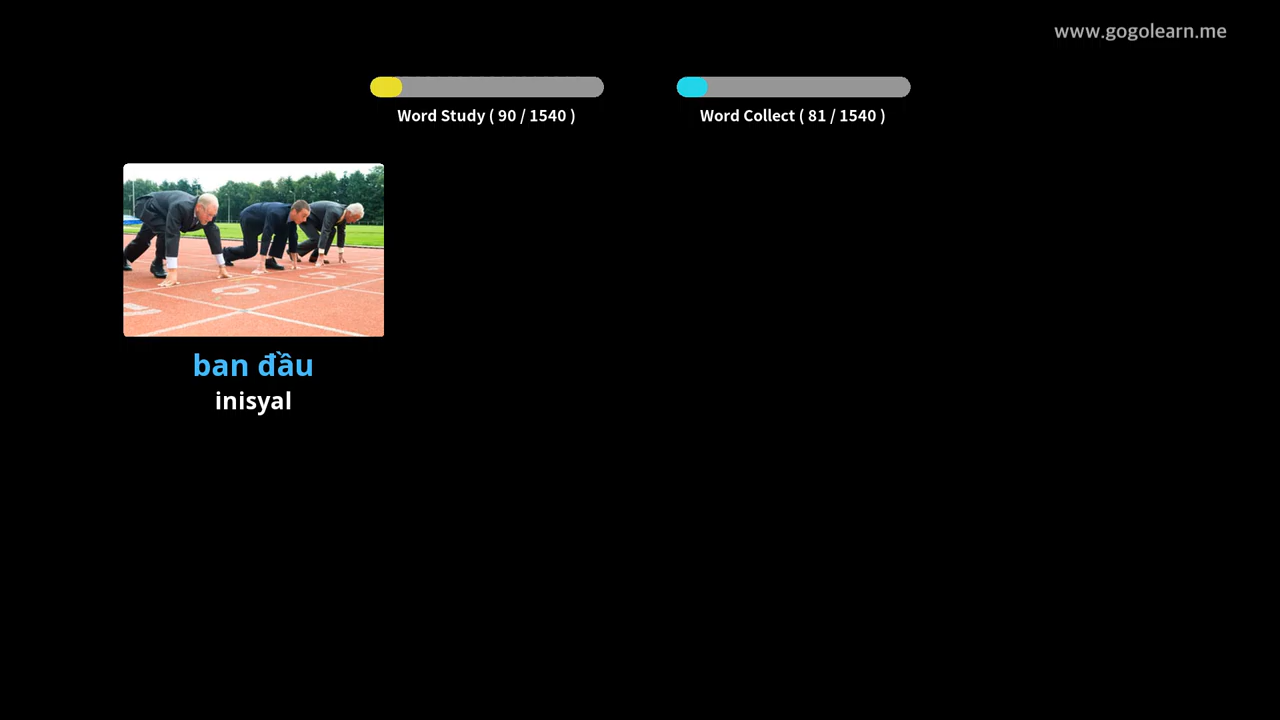 www.gogolearn.me
Word Study ( 90 / 1540 )
Word Collect ( 81 / 1540 )
ban đầu
inisyal